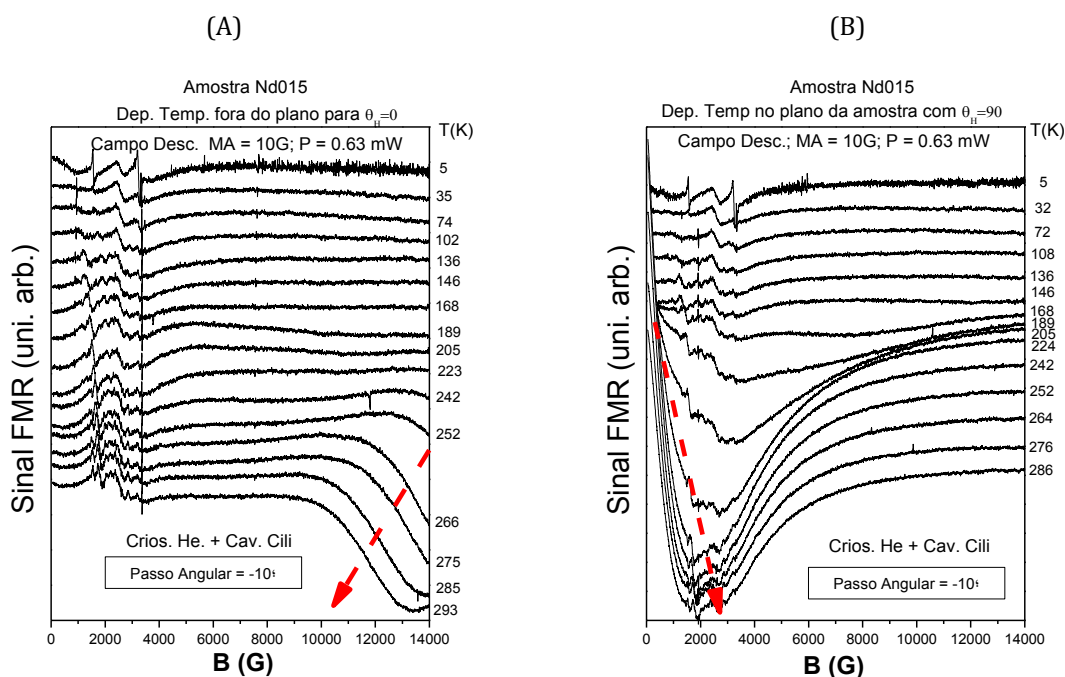 (A)
Amostra Nd015
Dep. Temp. fora do plano para θH=0
T(K)
Campo Desc. MA = 10G; P = 0.63 mW
5
35
74
102
136
146
168
189
205
223
242
252
266
275
285
293
Sinal FMR (uni. arb.)
Crios. He. + Cav. Cili
Passo Angular = -10
0 2000 4000 6000 8000 10000 12000 14000
B (G)
(B)
Amostra Nd015
Dep. Temp no plano da amostra com θH=90
T(K)
Campo Desc.; MA = 10G; P = 0.63 mW
5
32
72
108
136
146
168
189
205
224
242
252
264
276
286
Sinal FMR (uni. arb.)
Crios. He + Cav. Cili
Passo Angular = -10
0 2000 4000 6000 8000 10000 12000 14000
B (G)